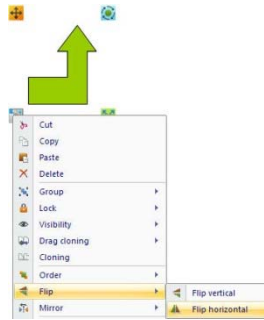 Cut
Copy
Paste
Delete
Group
Lock
Visibility
Drag cloning
Cloning
Order
Flip
Flip vertical
Mirror
Flip horizontal